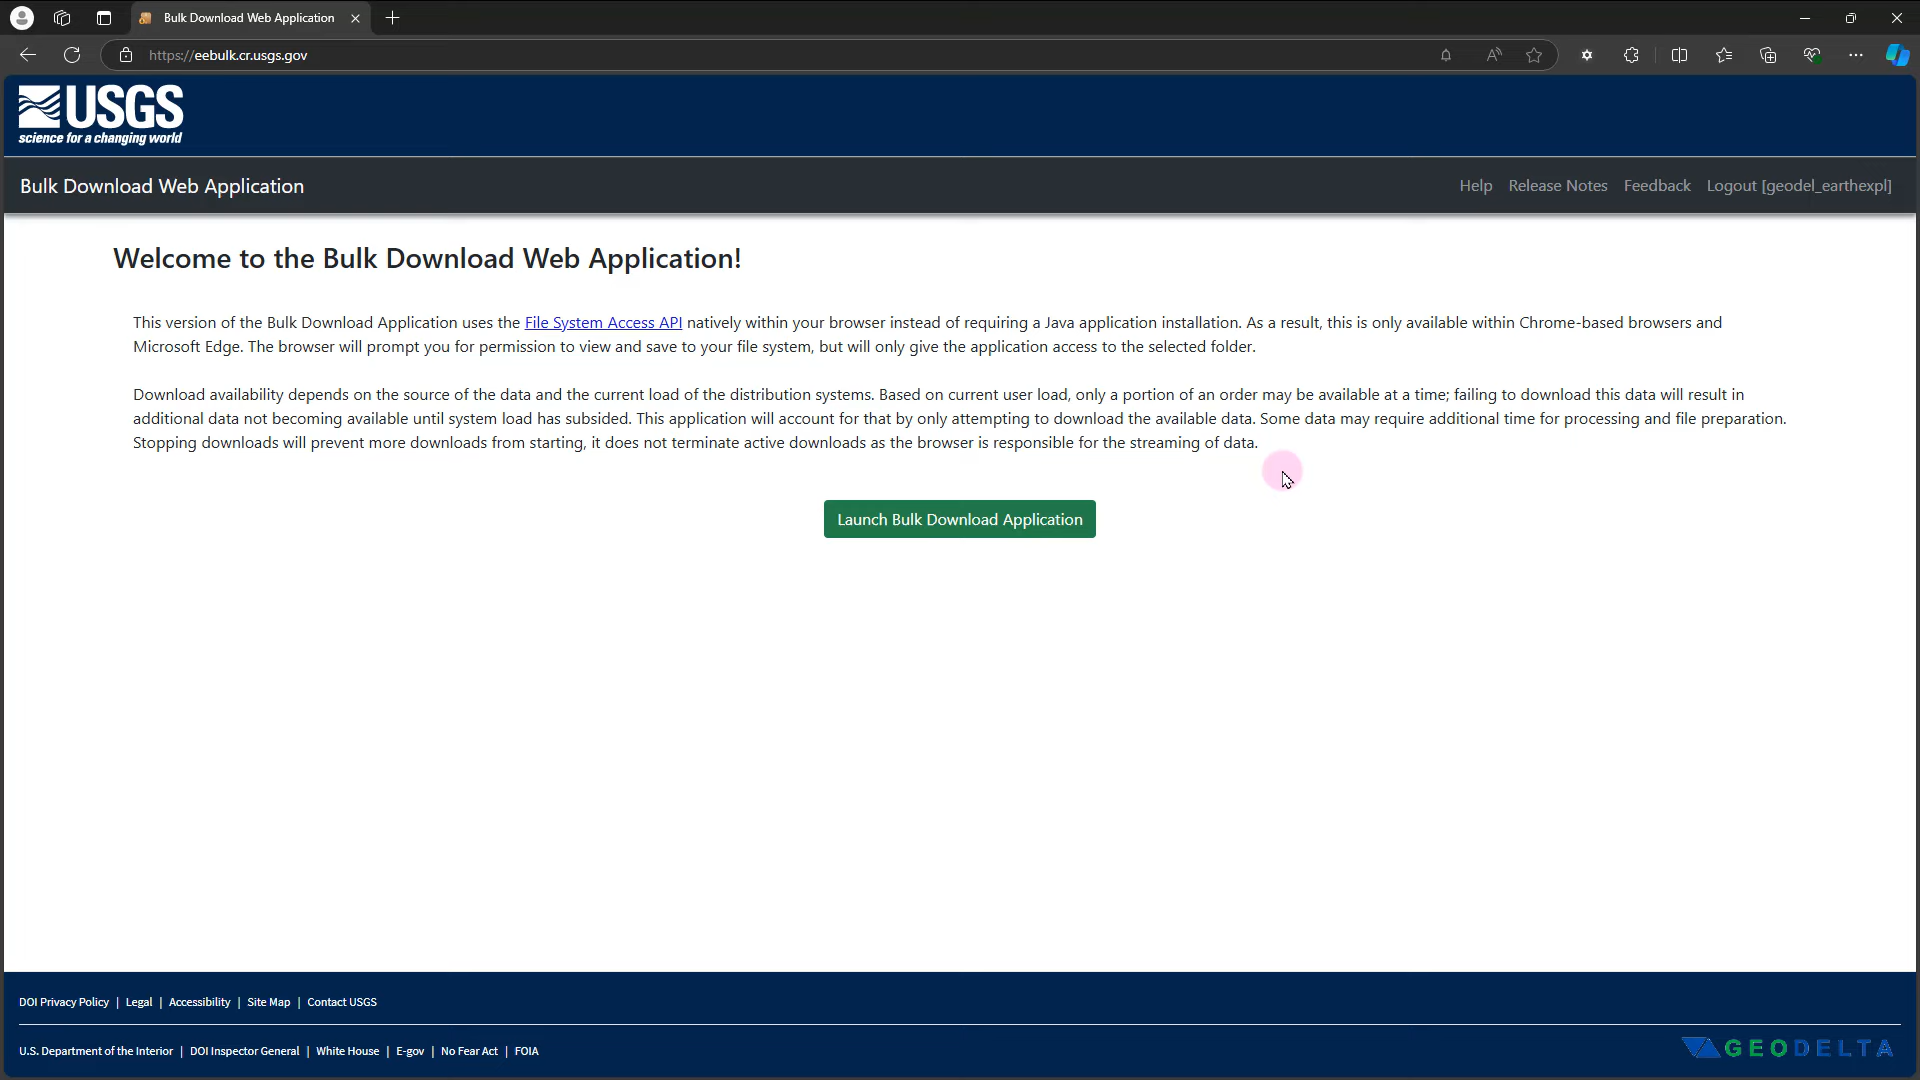 Bulk Download Web Application
https://eebulk.cr.usgs.gov
USGS
science for a changing world
Bulk Download Web Application
Help Release Notes Feedback Logout [geodel_earthexpl]
Welcome to the Bulk Download Web Application!
This version of the Bulk Download Application uses the File System Access API natively within your browser instead of requiring a Java application installation. As a result, this is only available within Chrome-based browsers and
Microsoft Edge. The browser will prompt you for permission to view and save to your file system, but will only give the application access to the selected folder.
Download availability depends on the source of the data and the current load of the distribution systems. Based on current user load, only a portion of an order may be available at a time; failing to download this data will result in
additional data not becoming available until system load has subsided. This application will account for that by only attempting to download the available data. Some data may require additional time for processing and file preparation.
Stopping downloads will prevent more downloads from starting, it does not terminate active downloads as the browser is responsible for the streaming of data.
Launch Bulk Download Application
DOI Privacy Policy | Legal | Accessibility | Site Map | Contact USGS
U.S. Department of the Interior | DOI Inspector General | White House | E-gov | No Fear Act | FOIA
GEODELTA